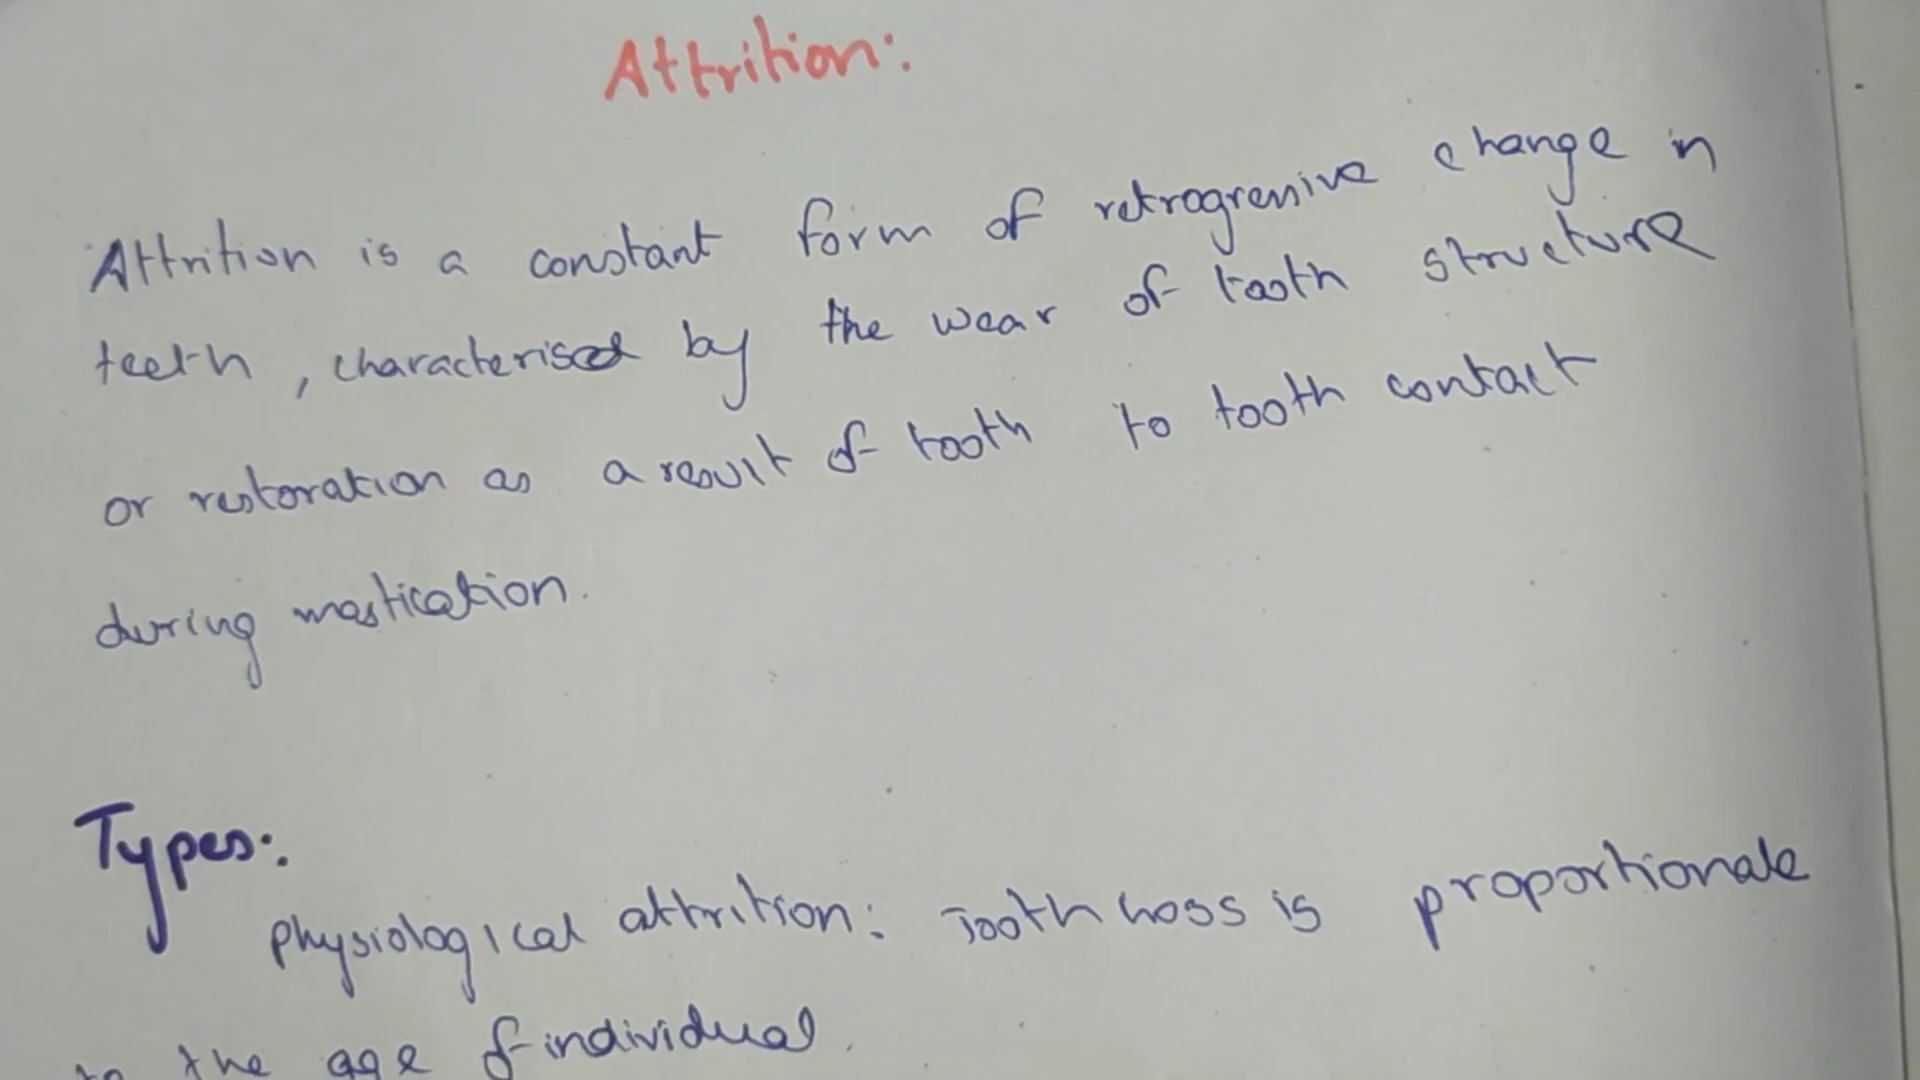 Attrition:
Attrition is a constant form of retrogressive change in
teeth, characterised by the wear of tooth structure
or restoration as a result of tooth to tooth contact
during mastication.
Types:
Physiological attrition: Tooth loss is proportionate
to the age of individual.